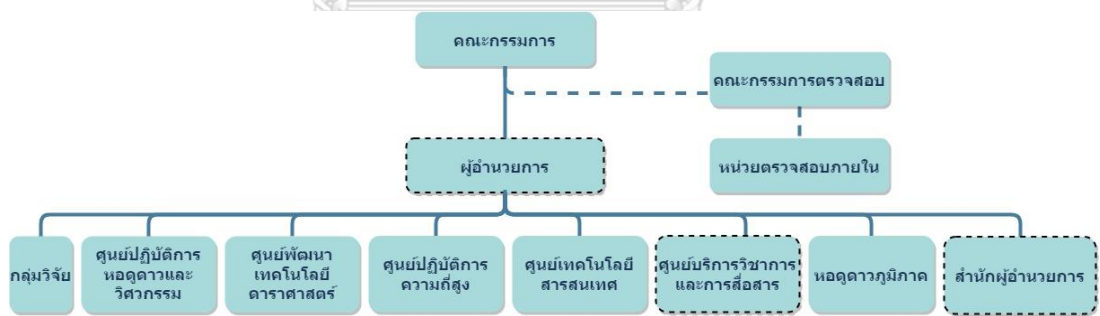 คณะกรรมการ
คณะกรรมการตรวจสอบ
ผู้อำนวยการ
หน่วยตรวจสอบภายใน
กลุ่มวิจัย
ศูนย์ปฏิบัติการ
หอดูดาวและ
วิศวกรรม
ศูนย์พัฒนา
เทคโนโลยี
ดาราศาสตร์
ศูนย์ปฏิบัติการ
ความถี่สูง
ศูนย์เทคโนโลยี
สารสนเทศ
ศูนย์บริการวิชาการ
และการสื่อสาร
หอดูดาวภูมิภาค
สำนักผู้อำนวยการ